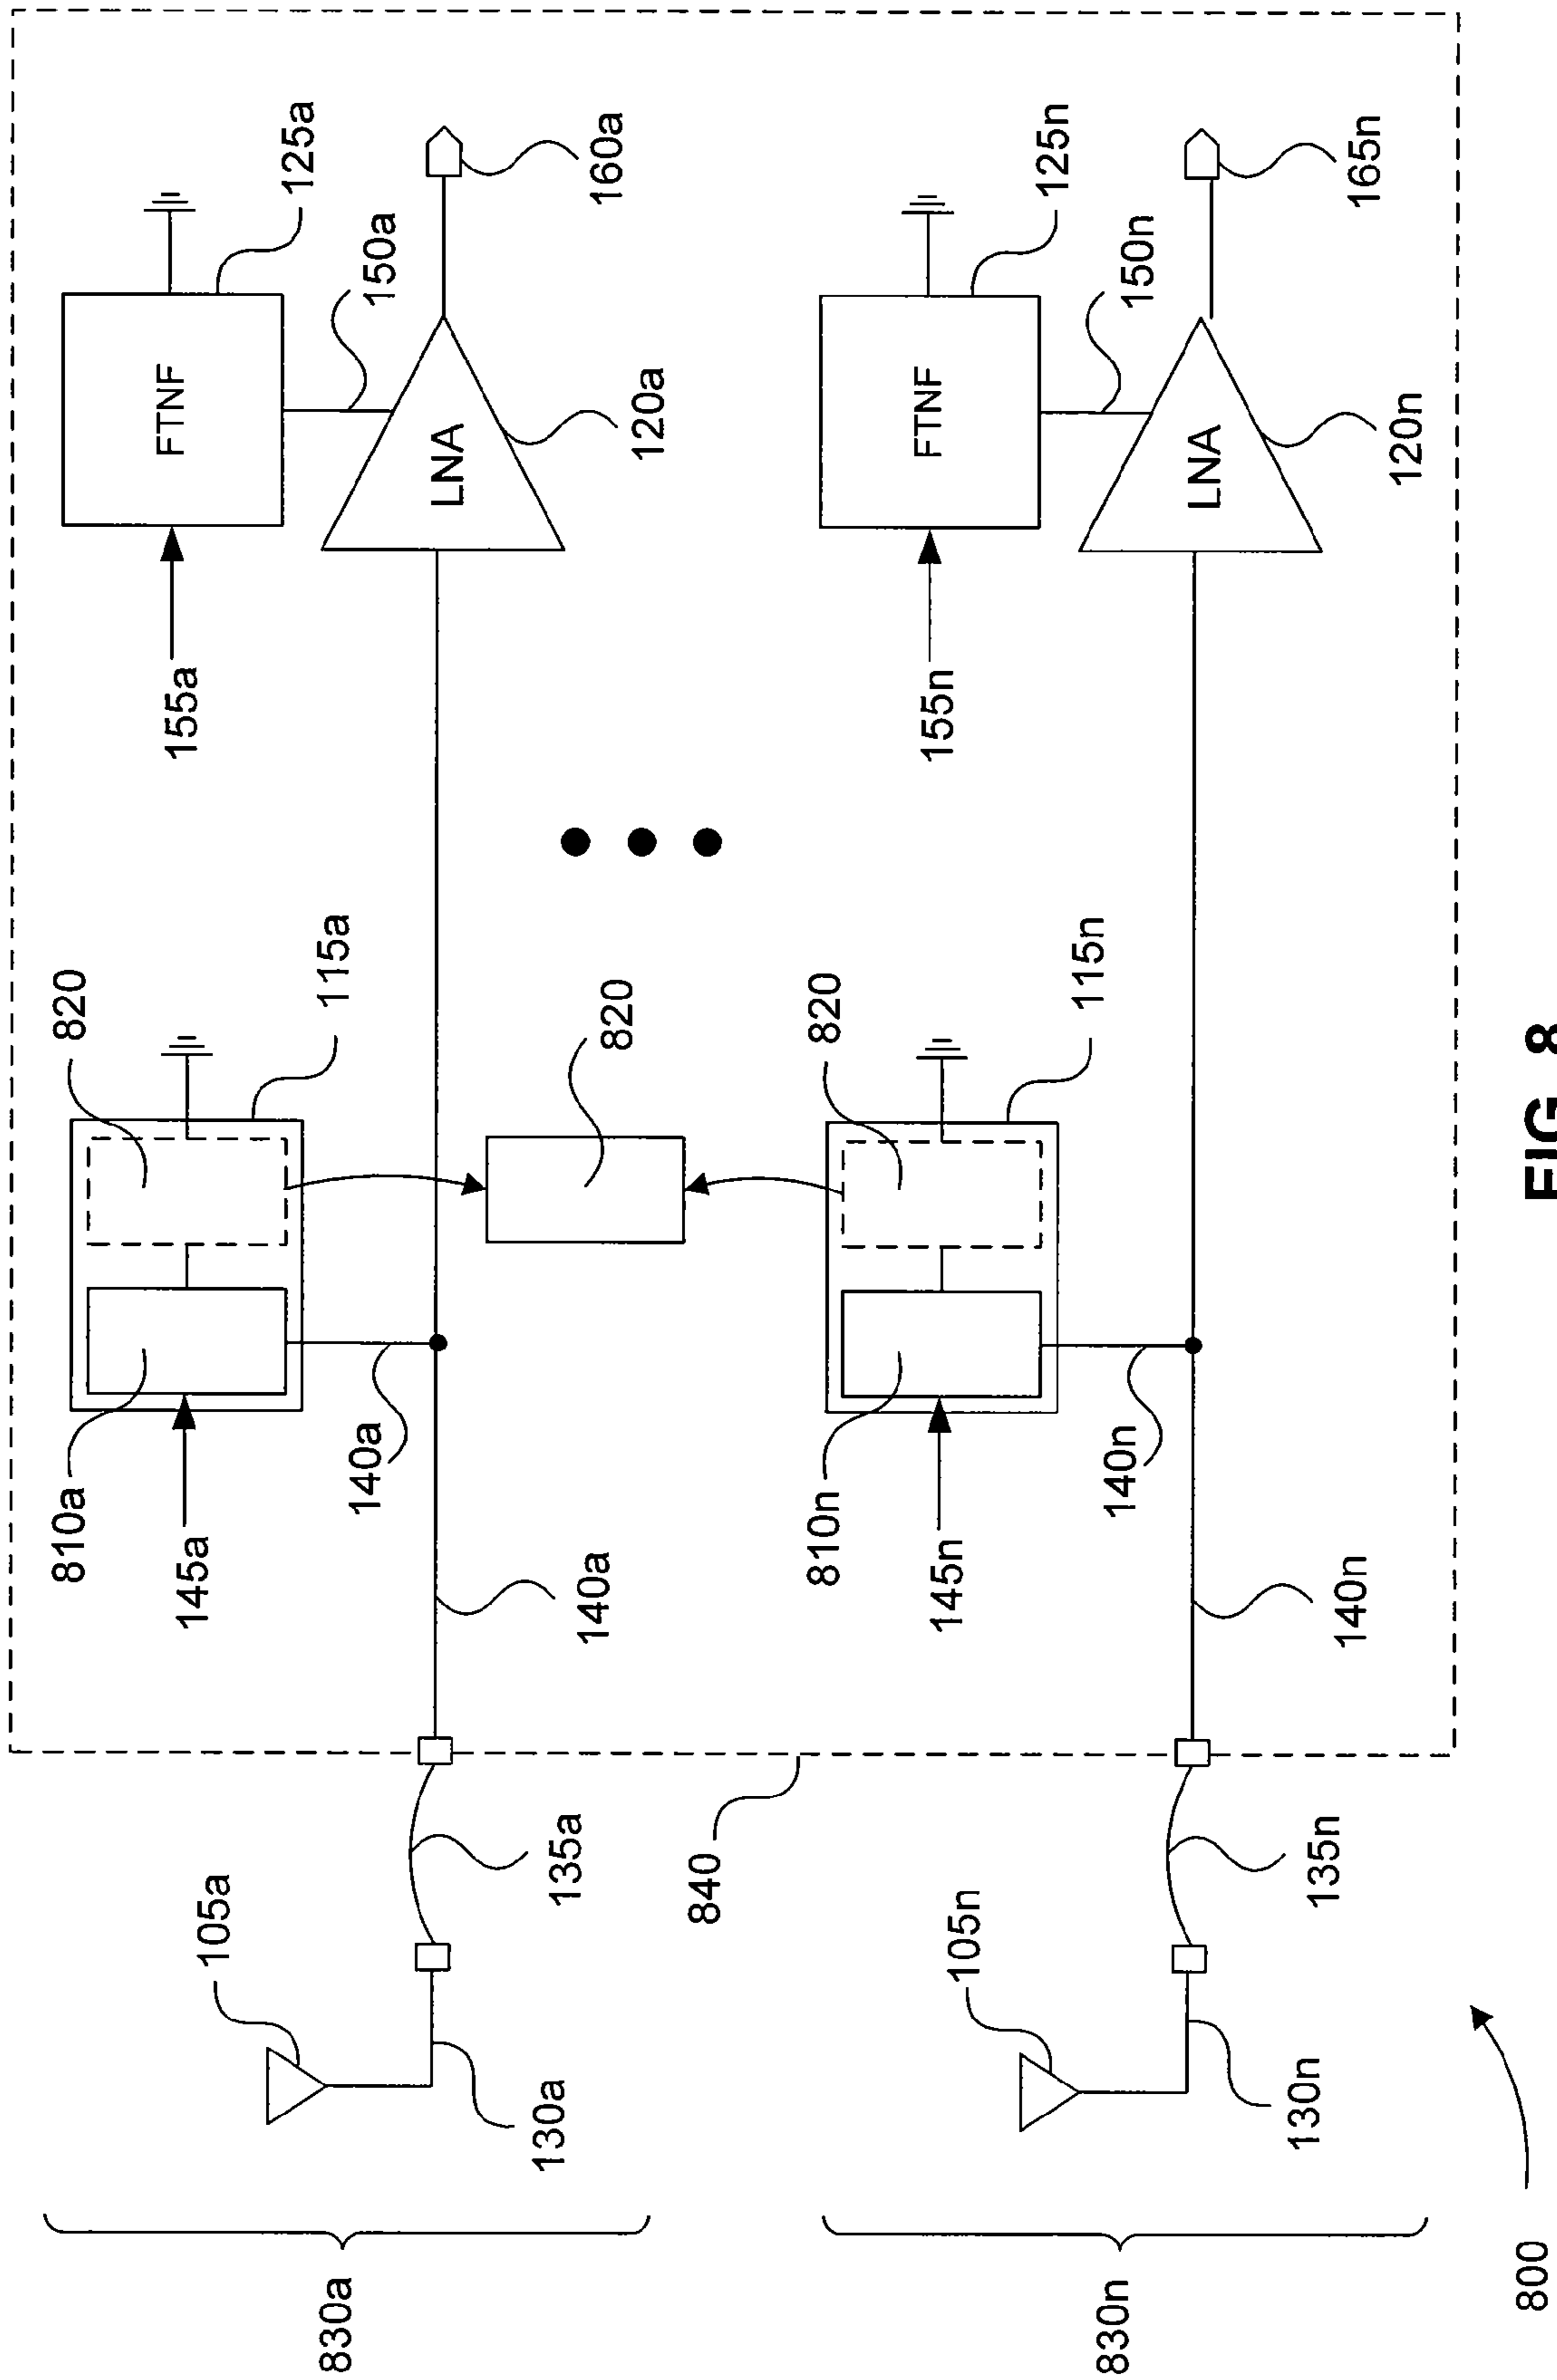 830a
105a
130a
135a
810a
145a
140a
140a
820
115a
820
155a
FTNF
125a
150a
LNA
120a
160a
840
830n
105n
130n
135n
810n
145n
140n
140n
820
115n
155n
FTNF
125n
150n
LNA
120n
165n
800
FIG. 8